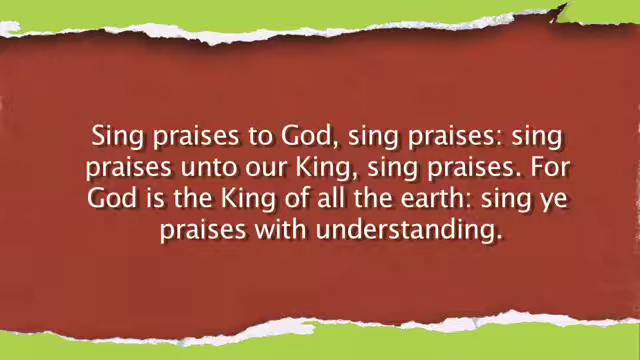 Sing praises to God, sing praises: sing
praises unto our King, sing praises. For
God is the King of all the earth: sing ye
praises with understanding.